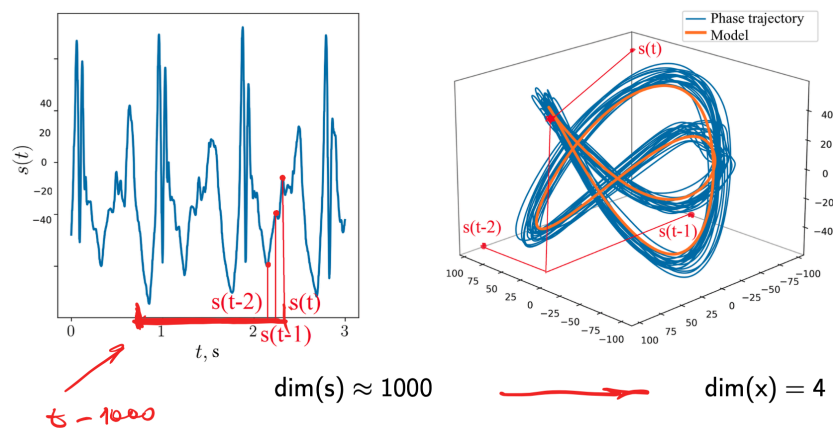 40
20
0
−20
−40
s(t)
s(t-2)
s(t)
s(t-1)
0
1
2
3
t, s
t - 1000
Phase trajectory
Model
s(t)
s(t-2)
s(t-1)
40
20
0
−20
−40
100
75
50
25
0
−25
−50
−75
−100
100
75
50
25
0
−25
−50
−75
−100
dim(s) ≈ 1000
dim(x) = 4